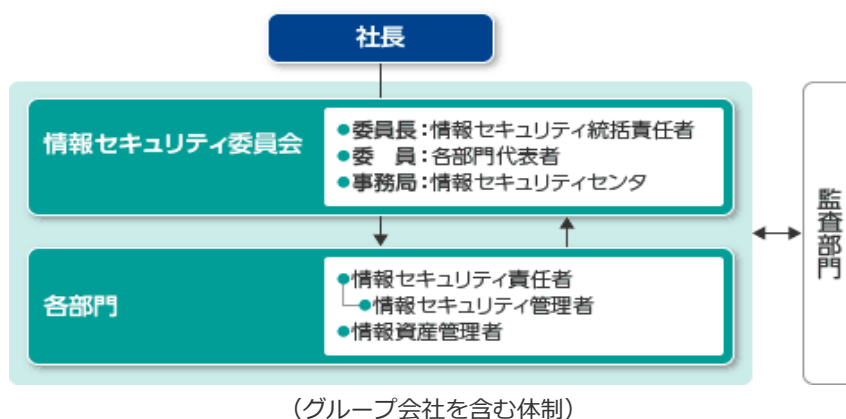 社長
情報セキュリティ委員会
●委員長：情報セキュリティ統括責任者
●委　員：各部門代表者
●事務局：情報セキュリティセンタ
各部門
●情報セキュリティ責任者
●情報セキュリティ管理者
●情報資産管理者
監査部門
（グループ会社を含む体制）